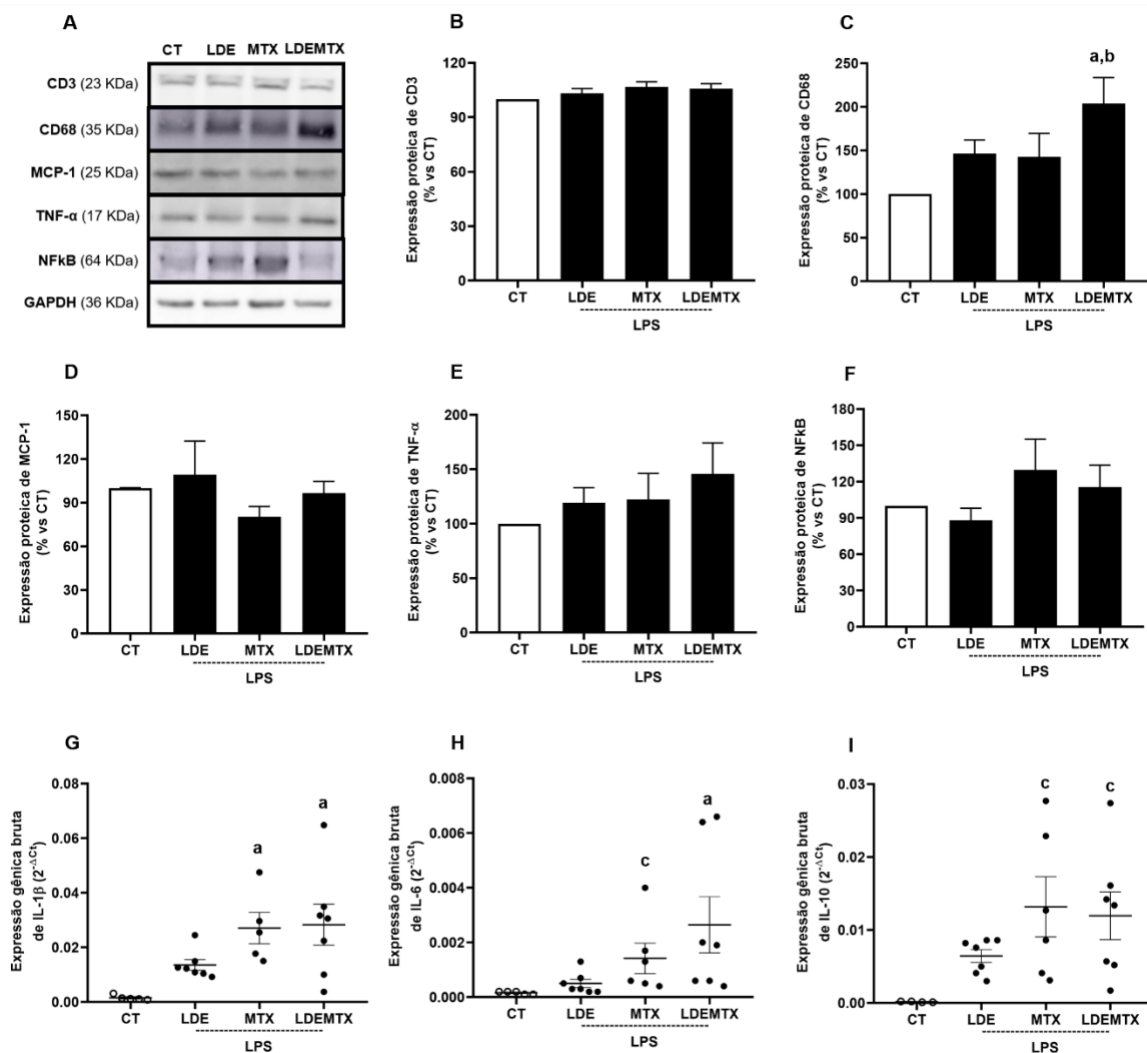 A
CT LDE MTX LDEMTX
CD3 (23 KDa)
CD68 (35 KDa)
MCP-1 (25 KDa)
TNF-α (17 KDa)
NFkB (64 KDa)
GAPDH (36 KDa)
B
Expressão proteica de CD3
(% vs CT)
120
90
60
30
0
CT LDE MTX LDEMTX
LPS
C
Expressão proteica de CD68
(% vs CT)
250
200
150
100
50
0
a,b
CT LDE MTX LDEMTX
LPS
D
Expressão proteica de MCP-1
(% vs CT)
150
120
90
60
30
0
CT LDE MTX LDEMTX
LPS
E
Expressão proteica de TNF-α
(% vs CT)
200
150
100
50
0
CT LDE MTX LDEMTX
LPS
F
Expressão proteica de NFkB
(% vs CT)
180
150
120
90
60
30
0
CT LDE MTX LDEMTX
LPS
G
Expressão gênica bruta
de IL-1β (2^-ΔCt)
0.08
0.06
0.04
0.02
0.00
a
a
CT LDE MTX LDEMTX
LPS
H
Expressão gênica bruta
de IL-6 (2^-ΔCt)
0.008
0.006
0.004
0.002
0.000
c
a
CT LDE MTX LDEMTX
LPS
I
Expressão gênica bruta
de IL-10 (2^-ΔCt)
0.03
0.02
0.01
0.00
c
c
CT LDE MTX LDEMTX
LPS